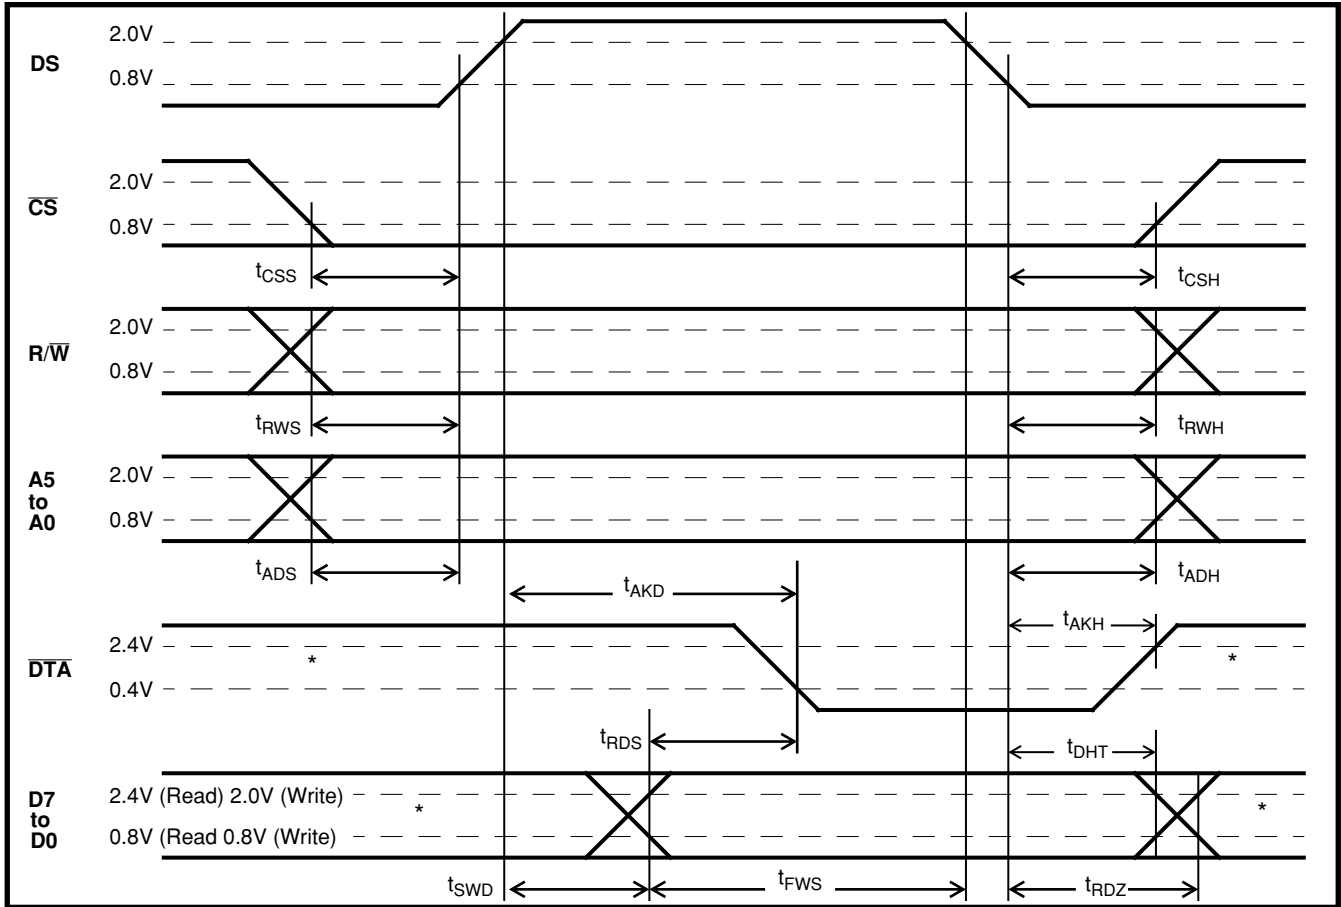 DS
2.0V
0.8V
CS
2.0V
0.8V
tCSS
tCSH
R/W
2.0V
0.8V
tRWS
tRWH
A5
to
A0
2.0V
0.8V
tADS
tADH
tAKD
tAKH
DTA
2.4V
*
*
0.4V
tRDS
tDHT
D7
to
D0
2.4V (Read) 2.0V (Write)
*
*
0.8V (Read 0.8V (Write)
tSWD
tFWS
tRDZ